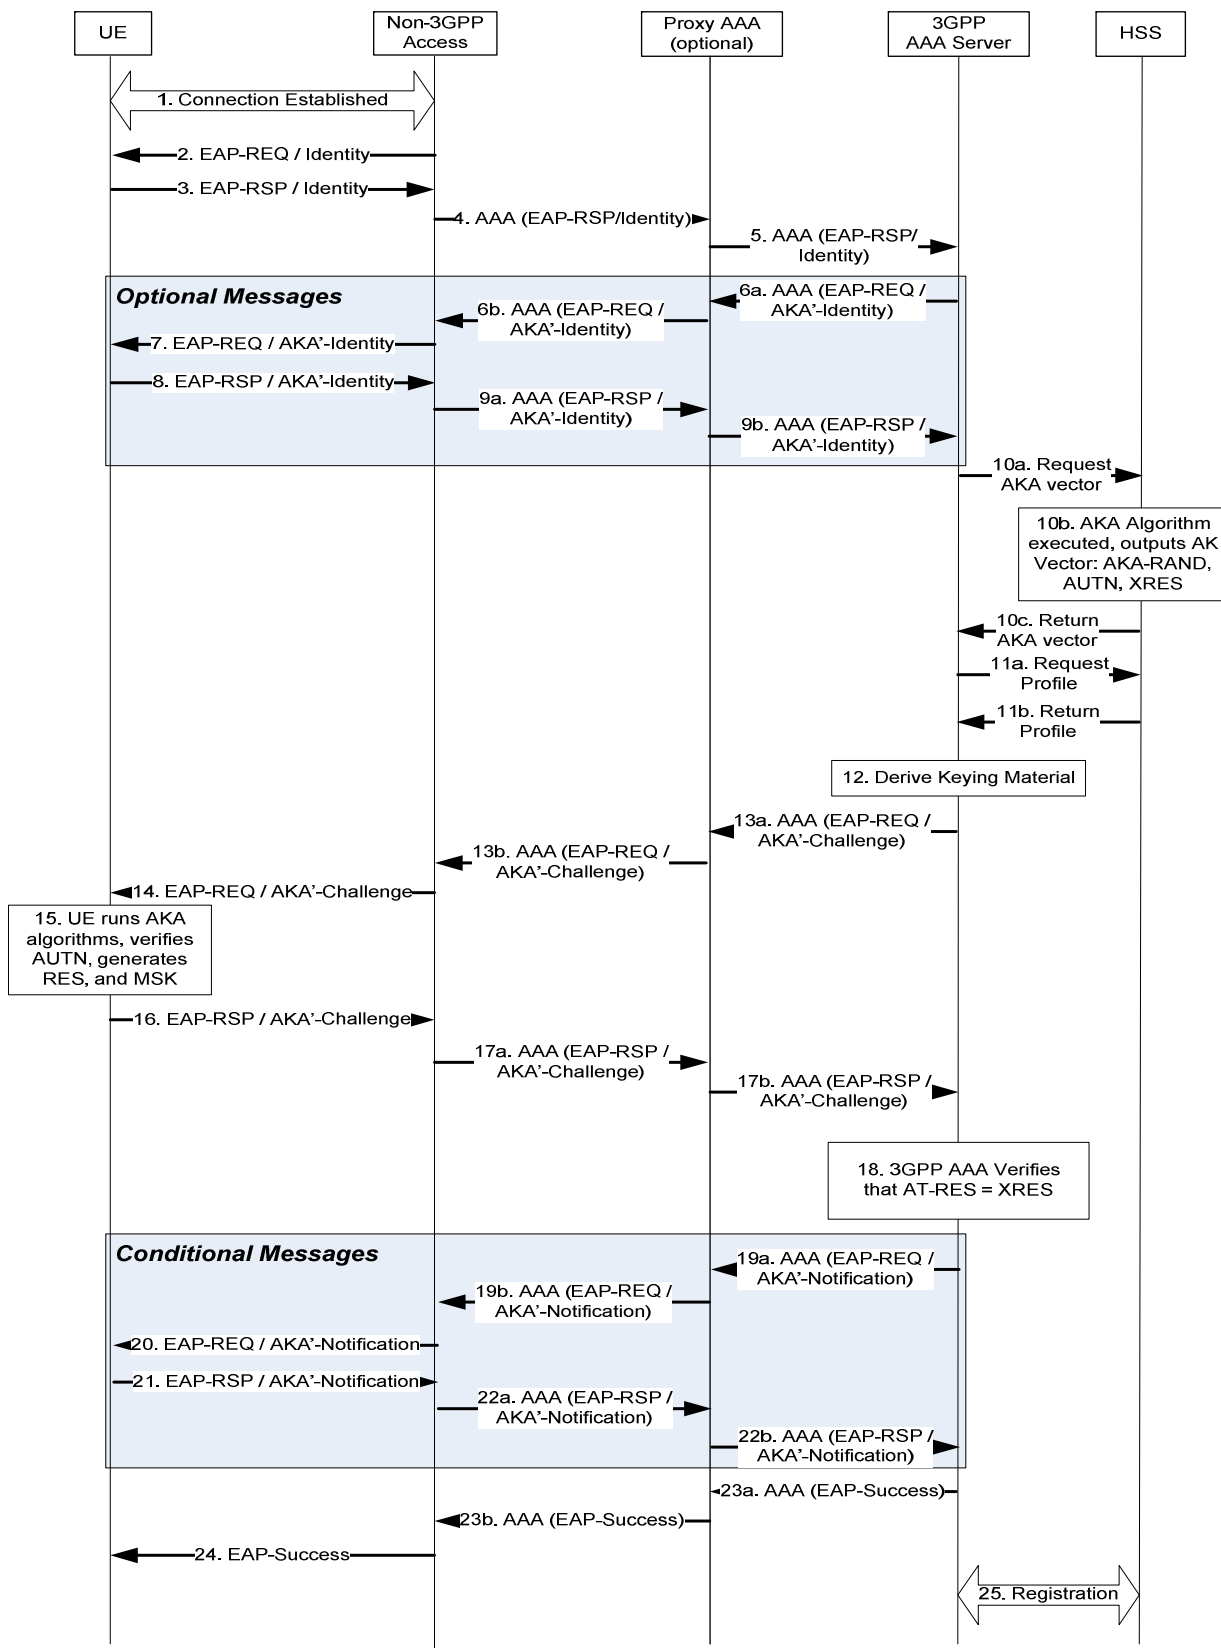 UE
Non-3GPP
Access
Proxy AAA
(optional)
3GPP
AAA Server
HSS
1. Connection Established
2. EAP-REQ / Identity
3. EAP-RSP / Identity
4. AAA (EAP-RSP/Identity)
5. AAA (EAP-RSP/
Identity)
Optional Messages
6a. AAA (EAP-REQ /
AKA'-Identity)
6b. AAA (EAP-REQ /
AKA'-Identity)
7. EAP-REQ / AKA'-Identity
8. EAP-RSP / AKA'-Identity
9a. AAA (EAP-RSP /
AKA'-Identity)
9b. AAA (EAP-RSP /
AKA'-Identity)
10a. Request
AKA vector
10b. AKA Algorithm
executed, outputs AK
Vector: AKA-RAND,
AUTN, XRES
10c. Return
AKA vector
11a. Request
Profile
11b. Return
Profile
12. Derive Keying Material
13a. AAA (EAP-REQ /
AKA'-Challenge)
13b. AAA (EAP-REQ /
AKA'-Challenge)
14. EAP-REQ / AKA'-Challenge
15. UE runs AKA
algorithms, verifies
AUTN, generates
RES, and MSK
16. EAP-RSP / AKA'-Challenge
17a. AAA (EAP-RSP /
AKA'-Challenge)
17b. AAA (EAP-RSP /
AKA'-Challenge)
18. 3GPP AAA Verifies
that AT-RES = XRES
Conditional Messages
19a. AAA (EAP-REQ /
AKA'-Notification)
19b. AAA (EAP-REQ /
AKA'-Notification)
20. EAP-REQ / AKA'-Notification
21. EAP-RSP / AKA'-Notification
22a. AAA (EAP-RSP /
AKA'-Notification)
22b. AAA (EAP-RSP /
AKA'-Notification)
23a. AAA (EAP-Success)
23b. AAA (EAP-Success)
24. EAP-Success
25. Registration